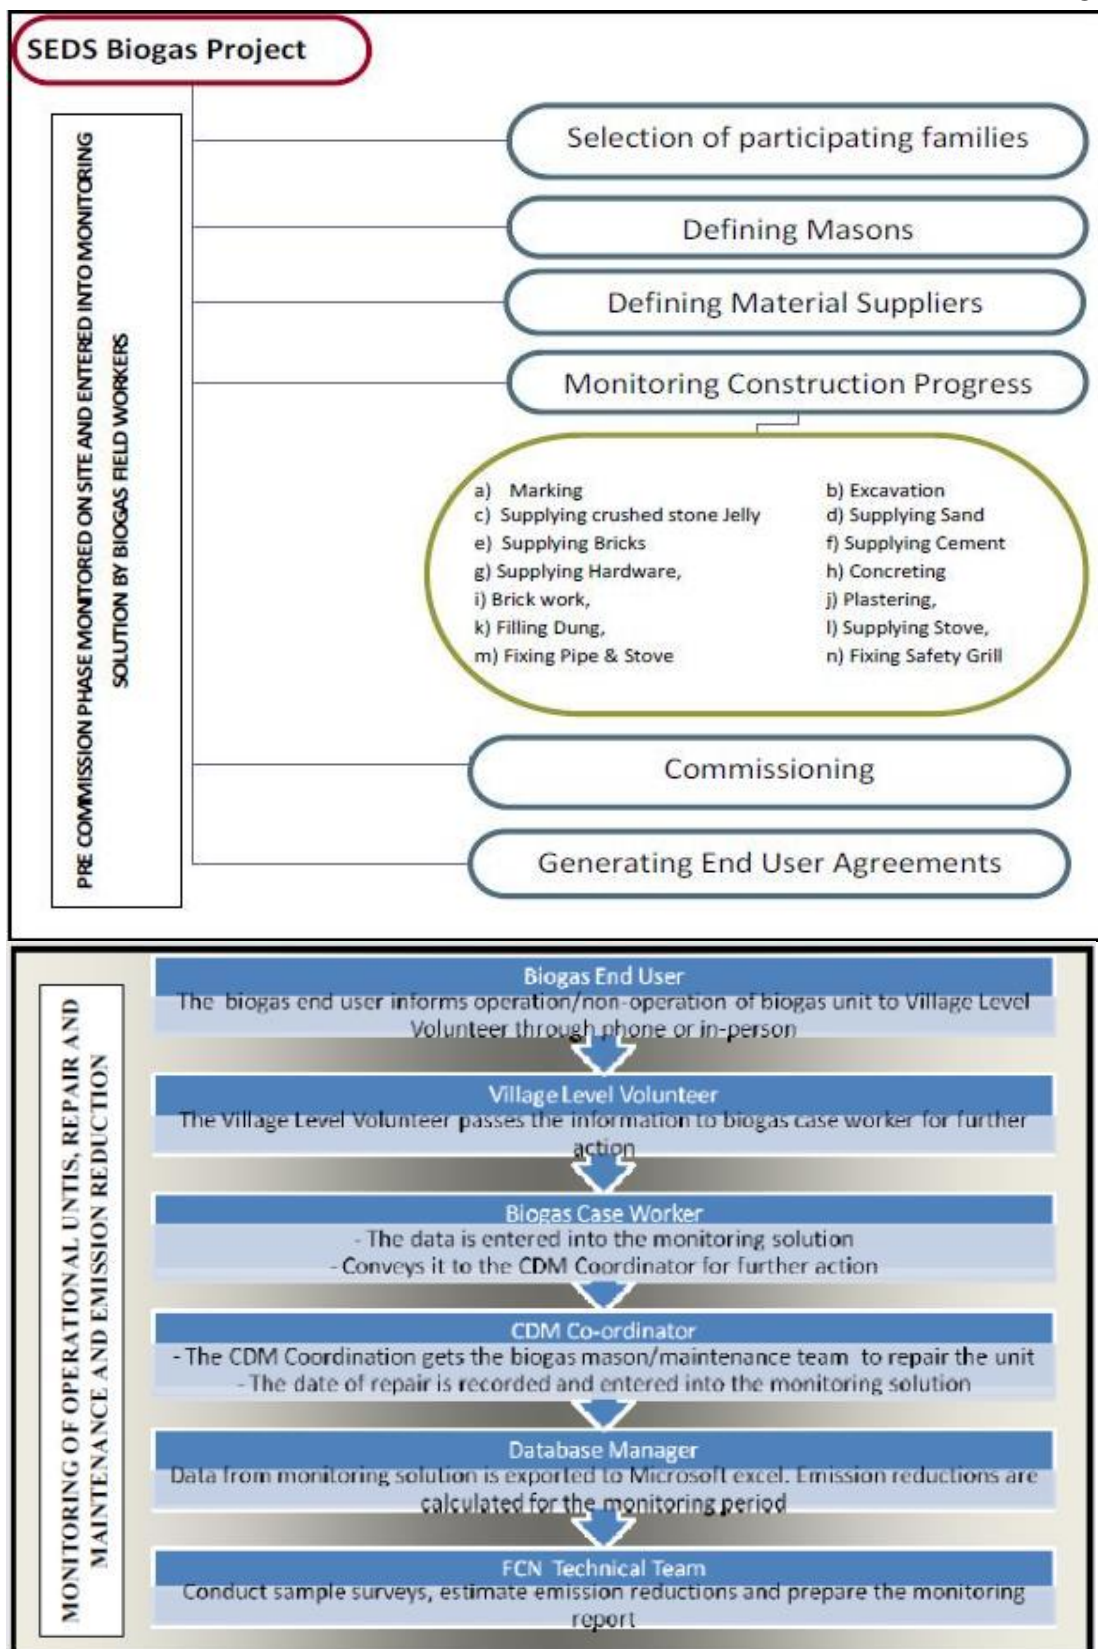 SEDS Biogas Project
PRE COMMISSION PHASE MONITORED ON SITE AND ENTERED INTO MONITORING
SOLUTION BY BIOGAS FIELD WORKERS
Selection of participating families
Defining Masons
Defining Material Suppliers
Monitoring Construction Progress
a) Marking b) Excavation
c) Supplying crushed stone Jelly d) Supplying Sand
e) Supplying Bricks f) Supplying Cement
g) Supplying Hardware, h) Concreting
i) Brick work, j) Plastering,
k) Filling Dung, l) Supplying Stove,
m) Fixing Pipe & Stove n) Fixing Safety Grill
Commissioning
Generating End User Agreements
MONITORING OF OPERATIONAL UNTIS, REPAIR AND
MAINTENANCE AND EMISSION REDUCTION
Biogas End User
The biogas end user informs operation/non-operation of biogas unit to Village Level
Volunteer through phone or in-person
Village Level Volunteer
The Village Level Volunteer passes the information to biogas case worker for further
action
Biogas Case Worker
- The data is entered into the monitoring solution
- Conveys it to the CDM Coordinator for further action
CDM Co-ordinator
- The CDM Coordination gets the biogas mason/maintenance team to repair the unit
- The date of repair is recorded and entered into the monitoring solution
Database Manager
Data from monitoring solution is exported to Microsoft excel. Emission reductions are
calculated for the monitoring period
FCN Technical Team
Conduct sample surveys, estimate emission reductions and prepare the monitoring
report